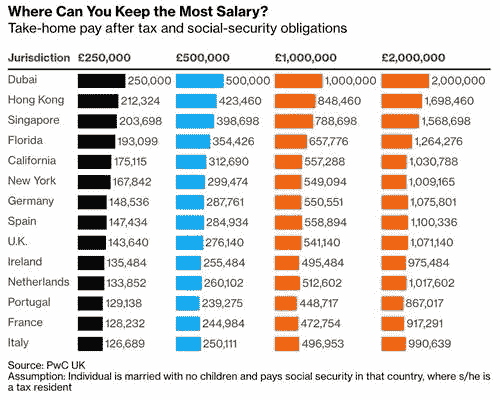 Where Can You Keep the Most Salary?
Take-home pay after tax and social-security obligations
Jurisdiction £250,000 £500,000 £1,000,000 £2,000,000
Dubai 250,000 500,000 1,000,000 2,000,000
Hong Kong 212,324 423,460 848,460 1,698,460
Singapore 203,698 398,698 788,698 1,568,698
Florida 193,099 354,426 657,776 1,264,276
California 175,115 312,690 557,288 1,030,788
New York 167,842 299,474 549,094 1,009,165
Germany 148,536 287,761 550,551 1,075,801
Spain 147,434 284,934 558,894 1,100,336
U.K. 143,640 276,140 541,140 1,071,140
Ireland 135,484 255,484 495,484 975,484
Netherlands 133,852 260,102 512,602 1,017,602
Portugal 129,138 239,275 448,717 867,017
France 128,232 244,984 472,754 917,291
Italy 126,689 250,111 496,953 990,639
Source: PwC UK
Assumption: Individual is married with no children and pays social security in that country, where s/he is
a tax resident